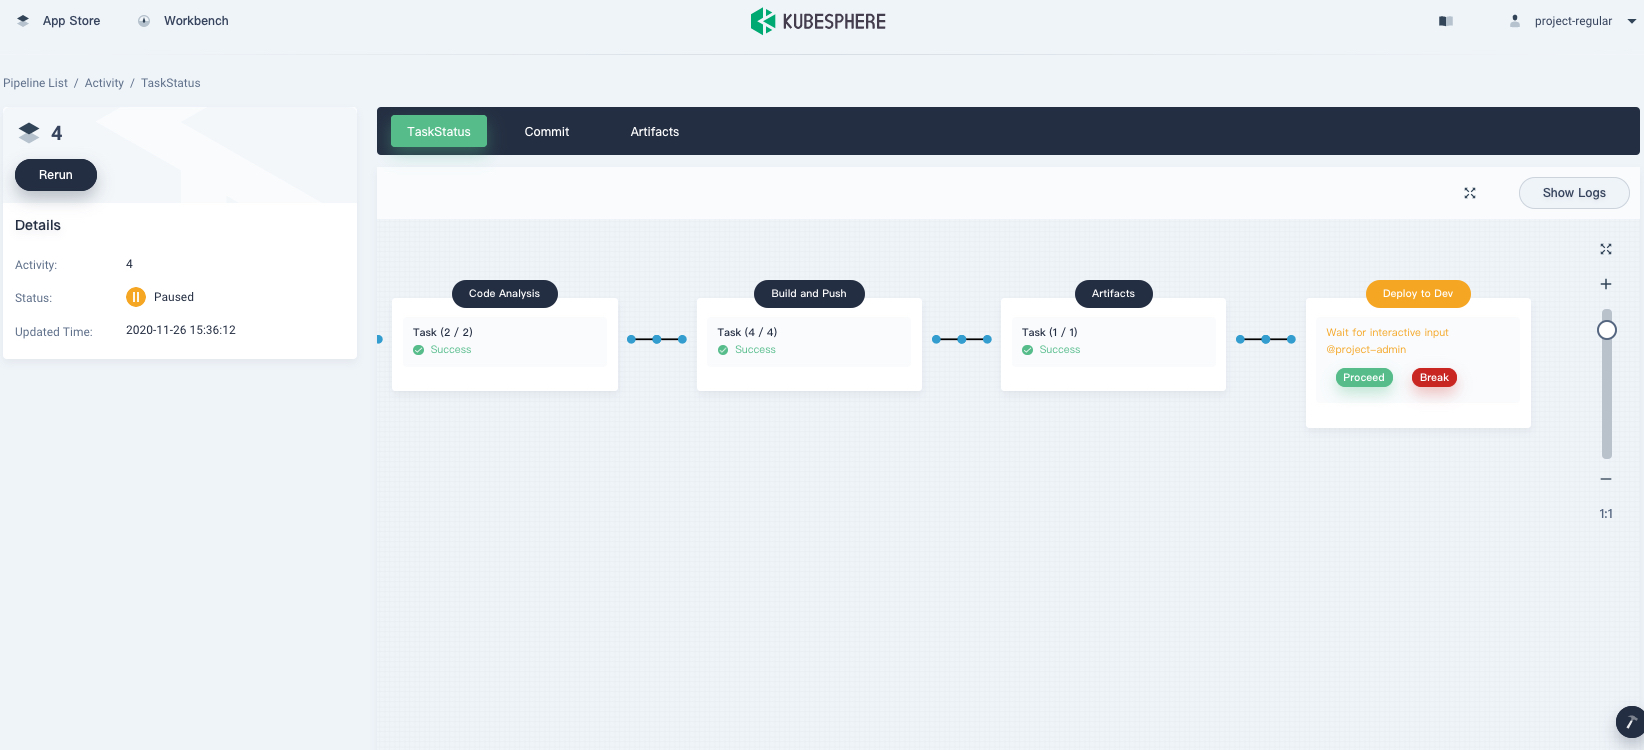 App Store
Workbench
KUBESPHERE
project-regular
Pipeline List / Activity / TaskStatus
4
Rerun
Details
Activity: 4
Status: Paused
Updated Time: 2020-11-26 15:36:12
TaskStatus
Commit
Artifacts
Show Logs
Code Analysis
Task (2 / 2)
Success
Build and Push
Task (4 / 4)
Success
Artifacts
Task (1 / 1)
Success
Deploy to Dev
Wait for interactive input
@project-admin
Proceed
Break
1:1